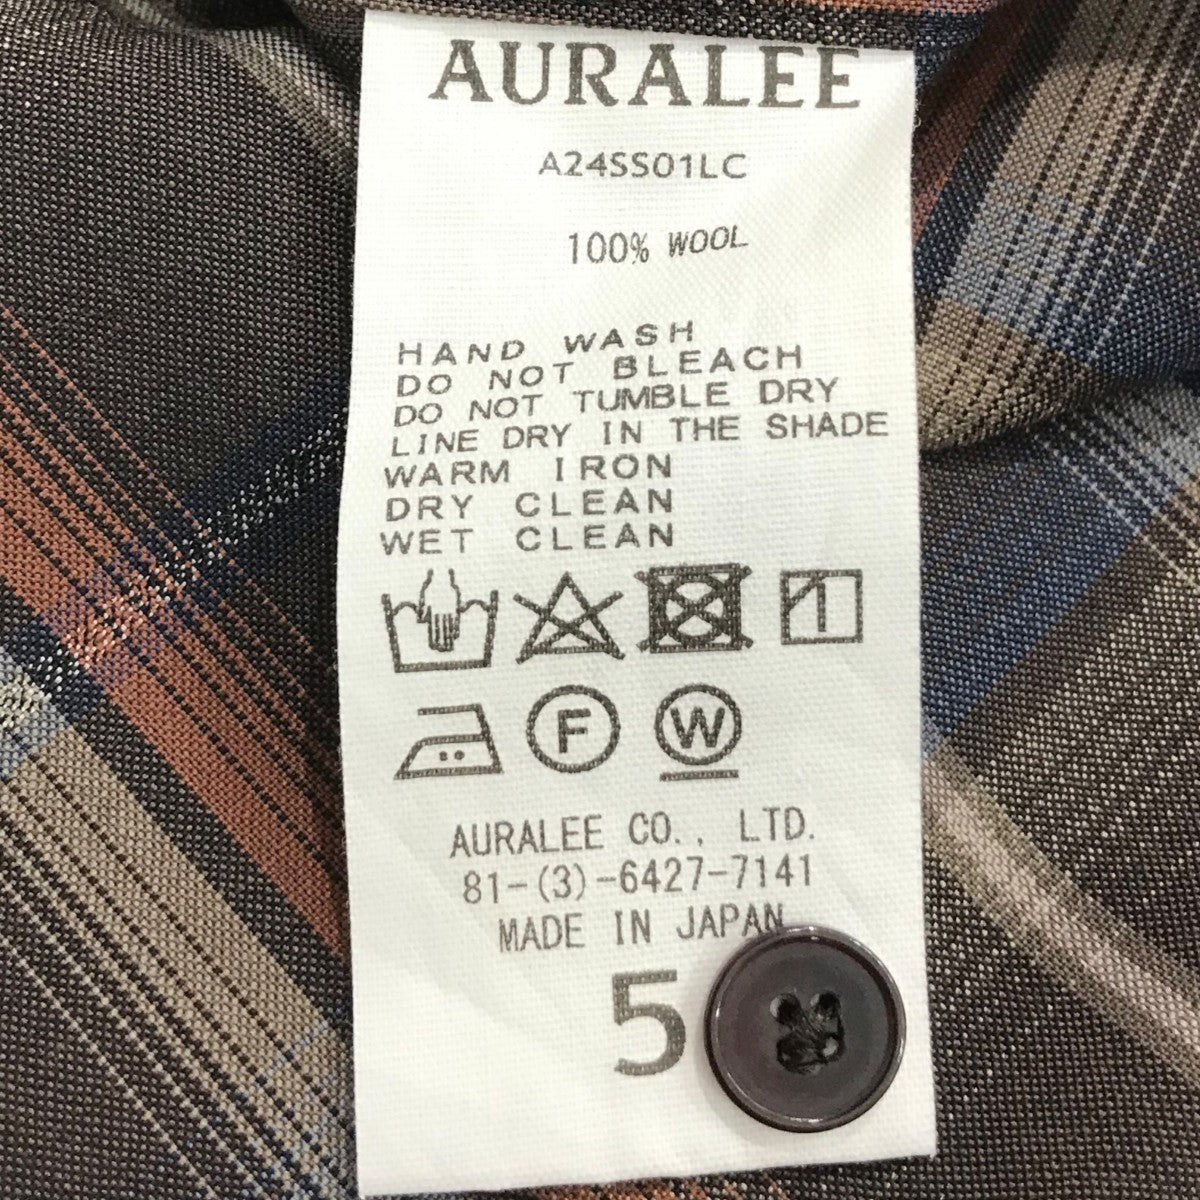 AURALEE
A24SS01LC
100% WOOL
HAND WASH
DO NOT BLEACH
DO NOT TUMBLE DRY
LINE DRY IN THE SHADE
WARM IRON
DRY CLEAN
WET CLEAN
F W
AURALEE CO., LTD.
81-(3)-6427-7141
MADE IN JAPAN
5